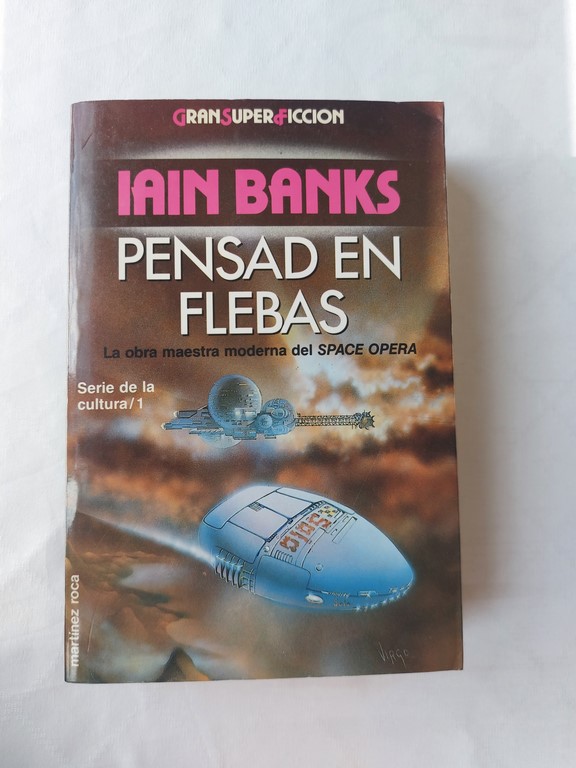 GRANSUPERFICCION
IAIN BANKS
PENSAD EN
FLEBAS
La obra maestra moderna del SPACE OPERA
Serie de la
cultura/1
martínez roca
VIRGO